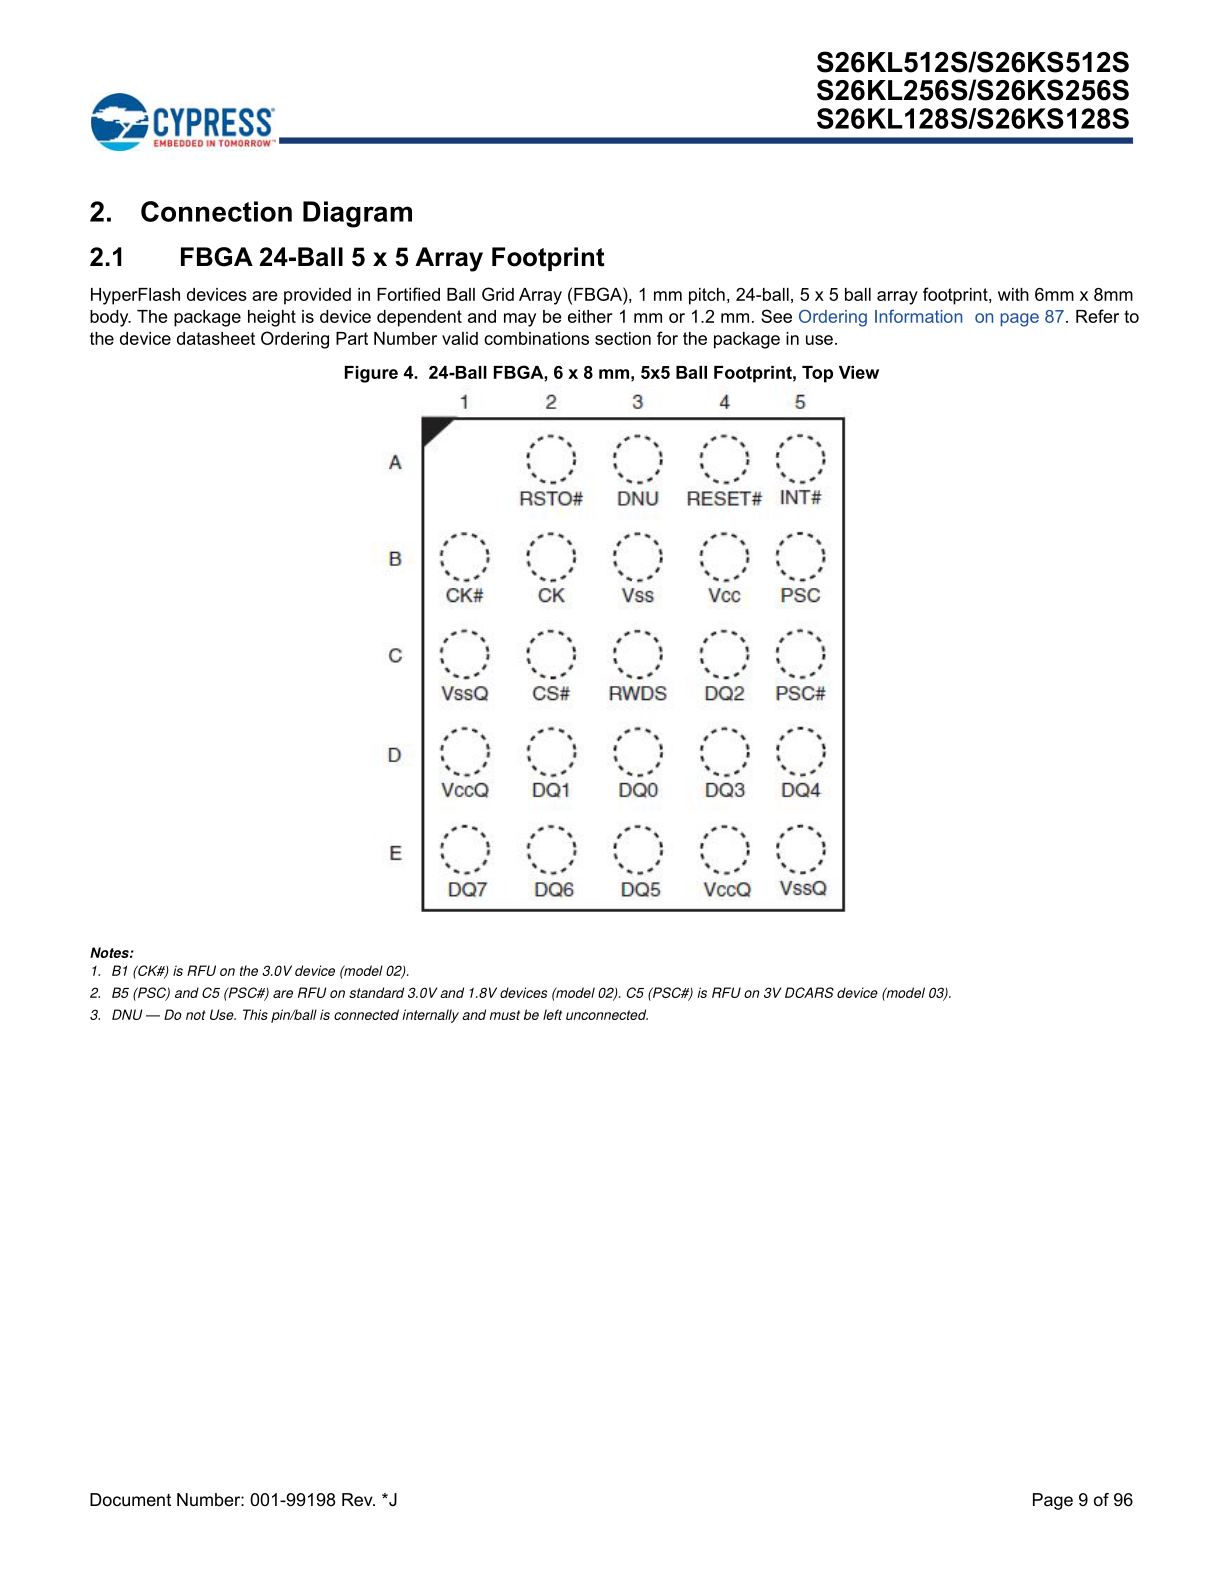 S26KL512S/S26KS512S
S26KL256S/S26KS256S
S26KL128S/S26KS128S
CYPRESS
EMBEDDED IN TOMORROW™
2. Connection Diagram
2.1 FBGA 24-Ball 5 x 5 Array Footprint
HyperFlash devices are provided in Fortified Ball Grid Array (FBGA), 1 mm pitch, 24-ball, 5 x 5 ball array footprint, with 6mm x 8mm
body. The package height is device dependent and may be either 1 mm or 1.2 mm. See Ordering Information on page 87. Refer to
the device datasheet Ordering Part Number valid combinations section for the package in use.
Figure 4. 24-Ball FBGA, 6 x 8 mm, 5x5 Ball Footprint, Top View
1 2 3 4 5
A
RSTO# DNU RESET# INT#
B
CK# CK Vss Vcc PSC
C
VssQ CS# RWDS DQ2 PSC#
D
VccQ DQ1 DQ0 DQ3 DQ4
E
DQ7 DQ6 DQ5 VccQ VssQ
Notes:
1. B1 (CK#) is RFU on the 3.0V device (model 02).
2. B5 (PSC) and C5 (PSC#) are RFU on standard 3.0V and 1.8V devices (model 02). C5 (PSC#) is RFU on 3V DCARS device (model 03).
3. DNU — Do not Use. This pin/ball is connected internally and must be left unconnected.
Document Number: 001-99198 Rev. *J Page 9 of 96